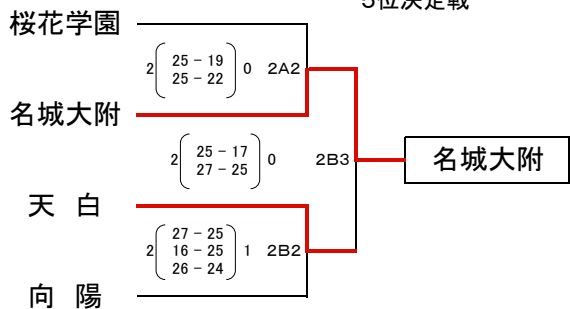 5位決定戦
桜花学園
25 - 19
2 0 2A2
25 - 22
名城大附
25 - 17
2 0 2B3
27 - 25
名城大附
天 白
27 - 25
2 16 - 25 1 2B2
26 - 24
向 陽